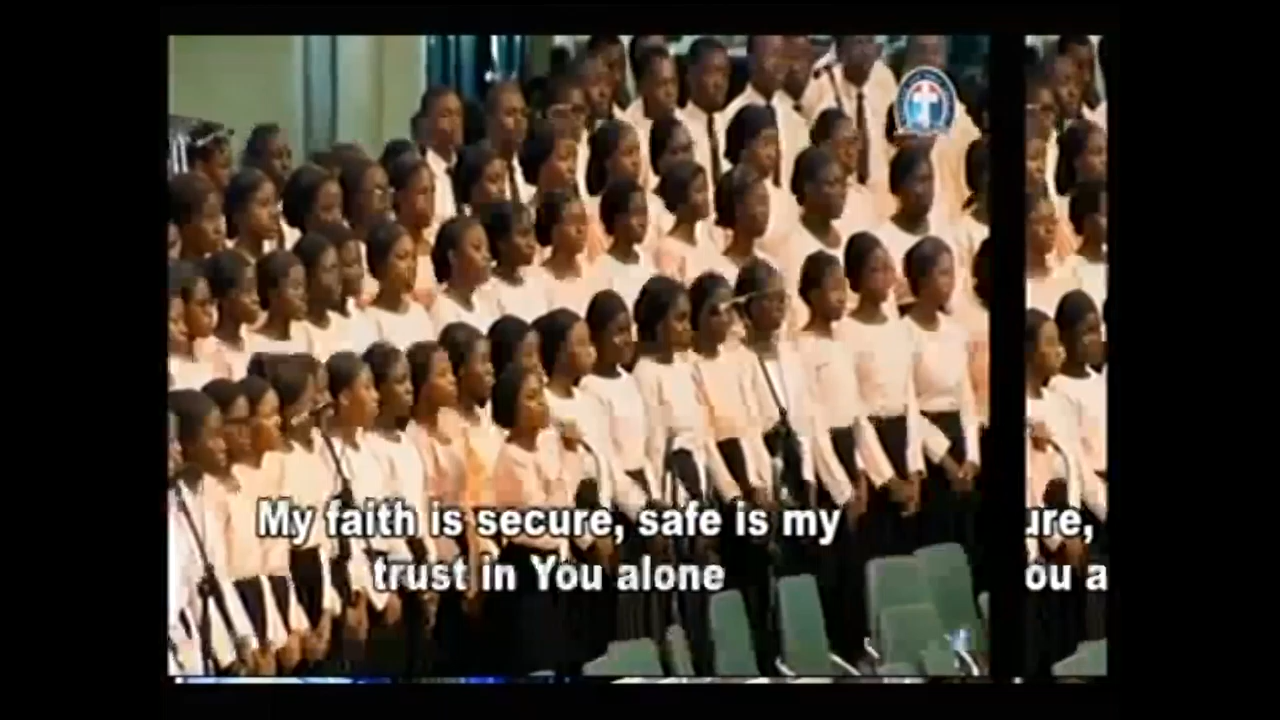 My faith is secure, safe is my
trust in You alone
ure,
ou a